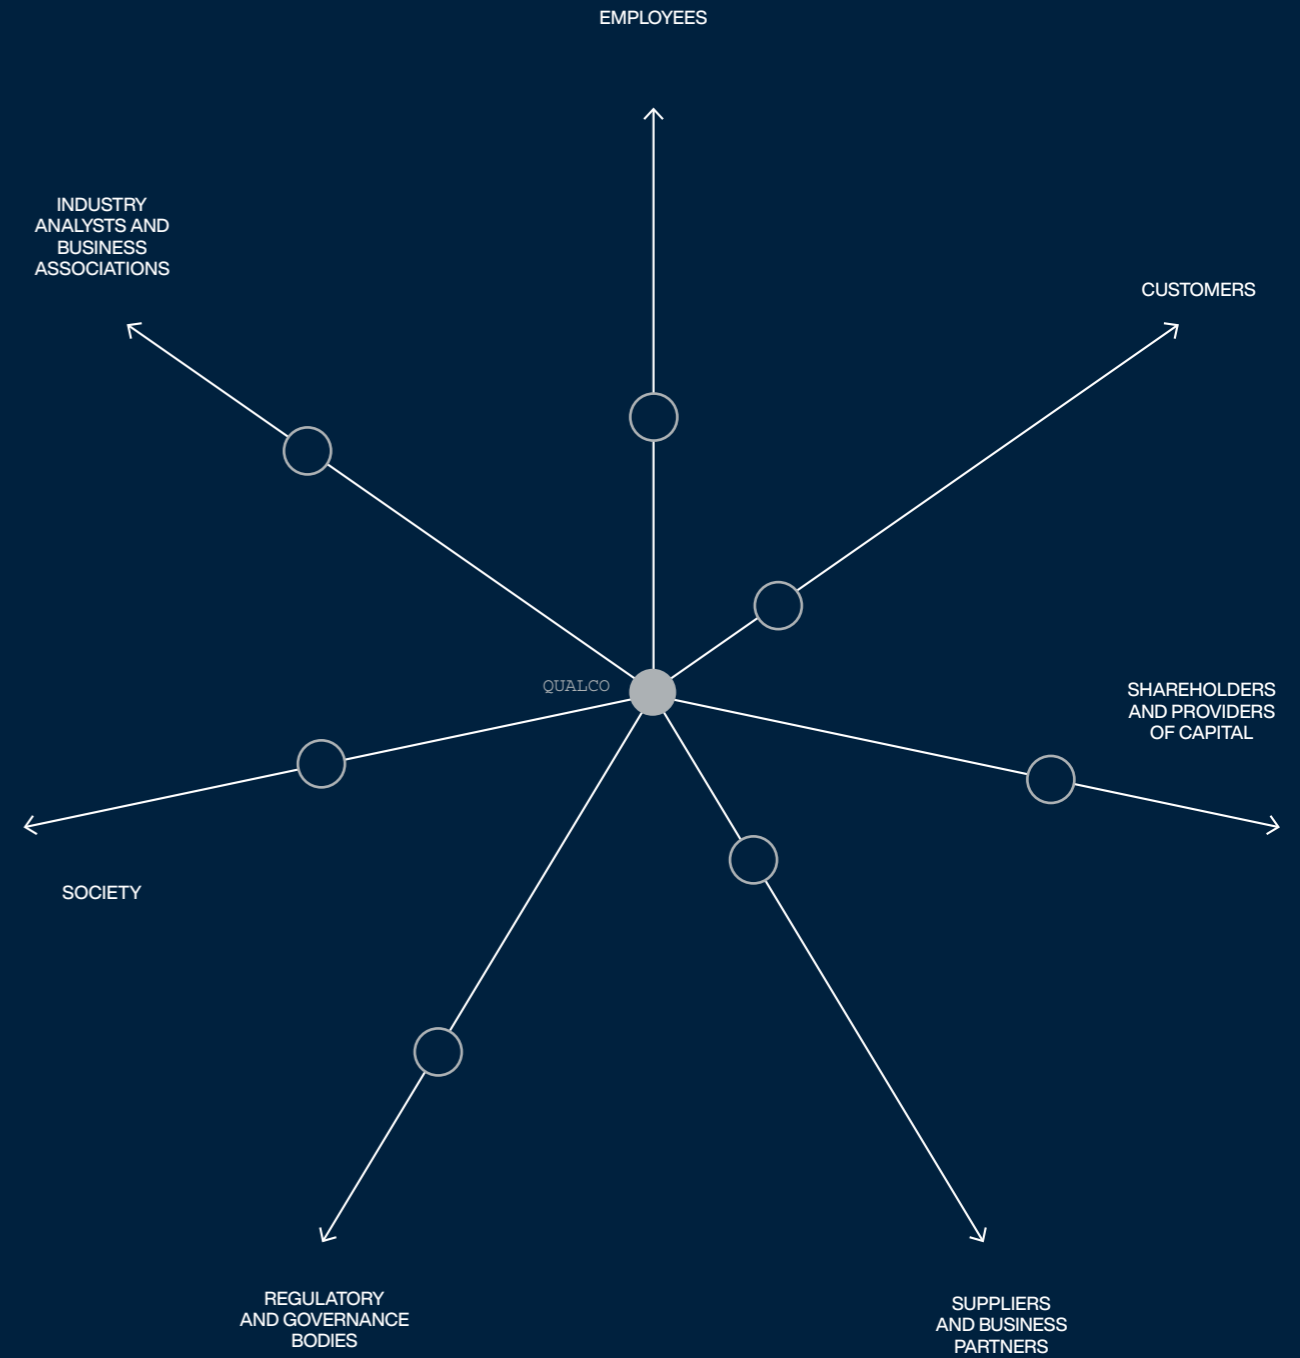 EMPLOYEES
INDUSTRY
ANALYSTS AND
BUSINESS
ASSOCIATIONS
CUSTOMERS
QUALCO
SHAREHOLDERS
AND PROVIDERS
OF CAPITAL
SOCIETY
REGULATORY
AND GOVERNANCE
BODIES
SUPPLIERS
AND BUSINESS
PARTNERS